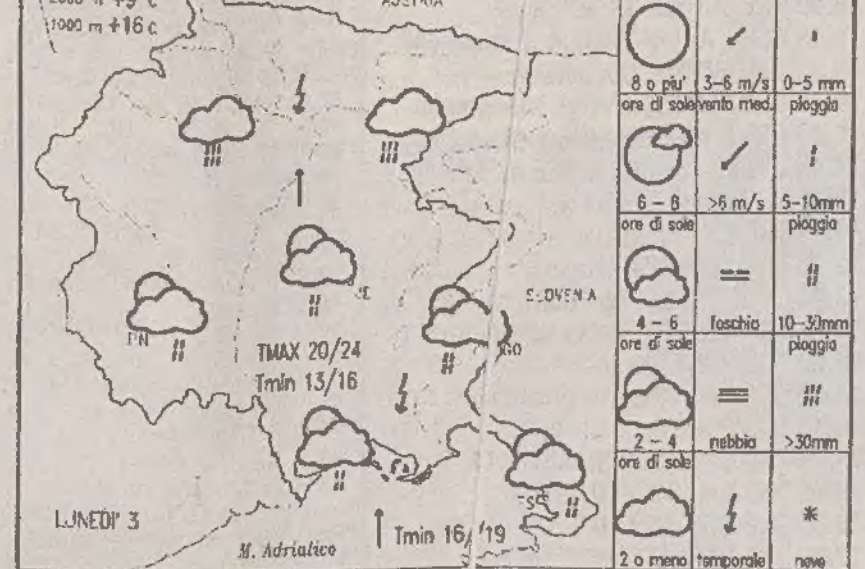 1000 m +16 c
AUSTRIA
PN
SLOVENIA
GO
TMAX 20/24
Tmin 13/16
LUNEDI' 3
M. Adriatico
Tmin 16/19
8 o piu' 3-6 m/s 0-5 mm
ore di sole vento med. pioggia
6 - 8 >6 m/s 5-10mm
ore di sole pioggia
4 - 6 foschia 10-30mm
ore di sole pioggia
2 - 4 nebbia >30mm
ore di sole
2 o meno temporale neve